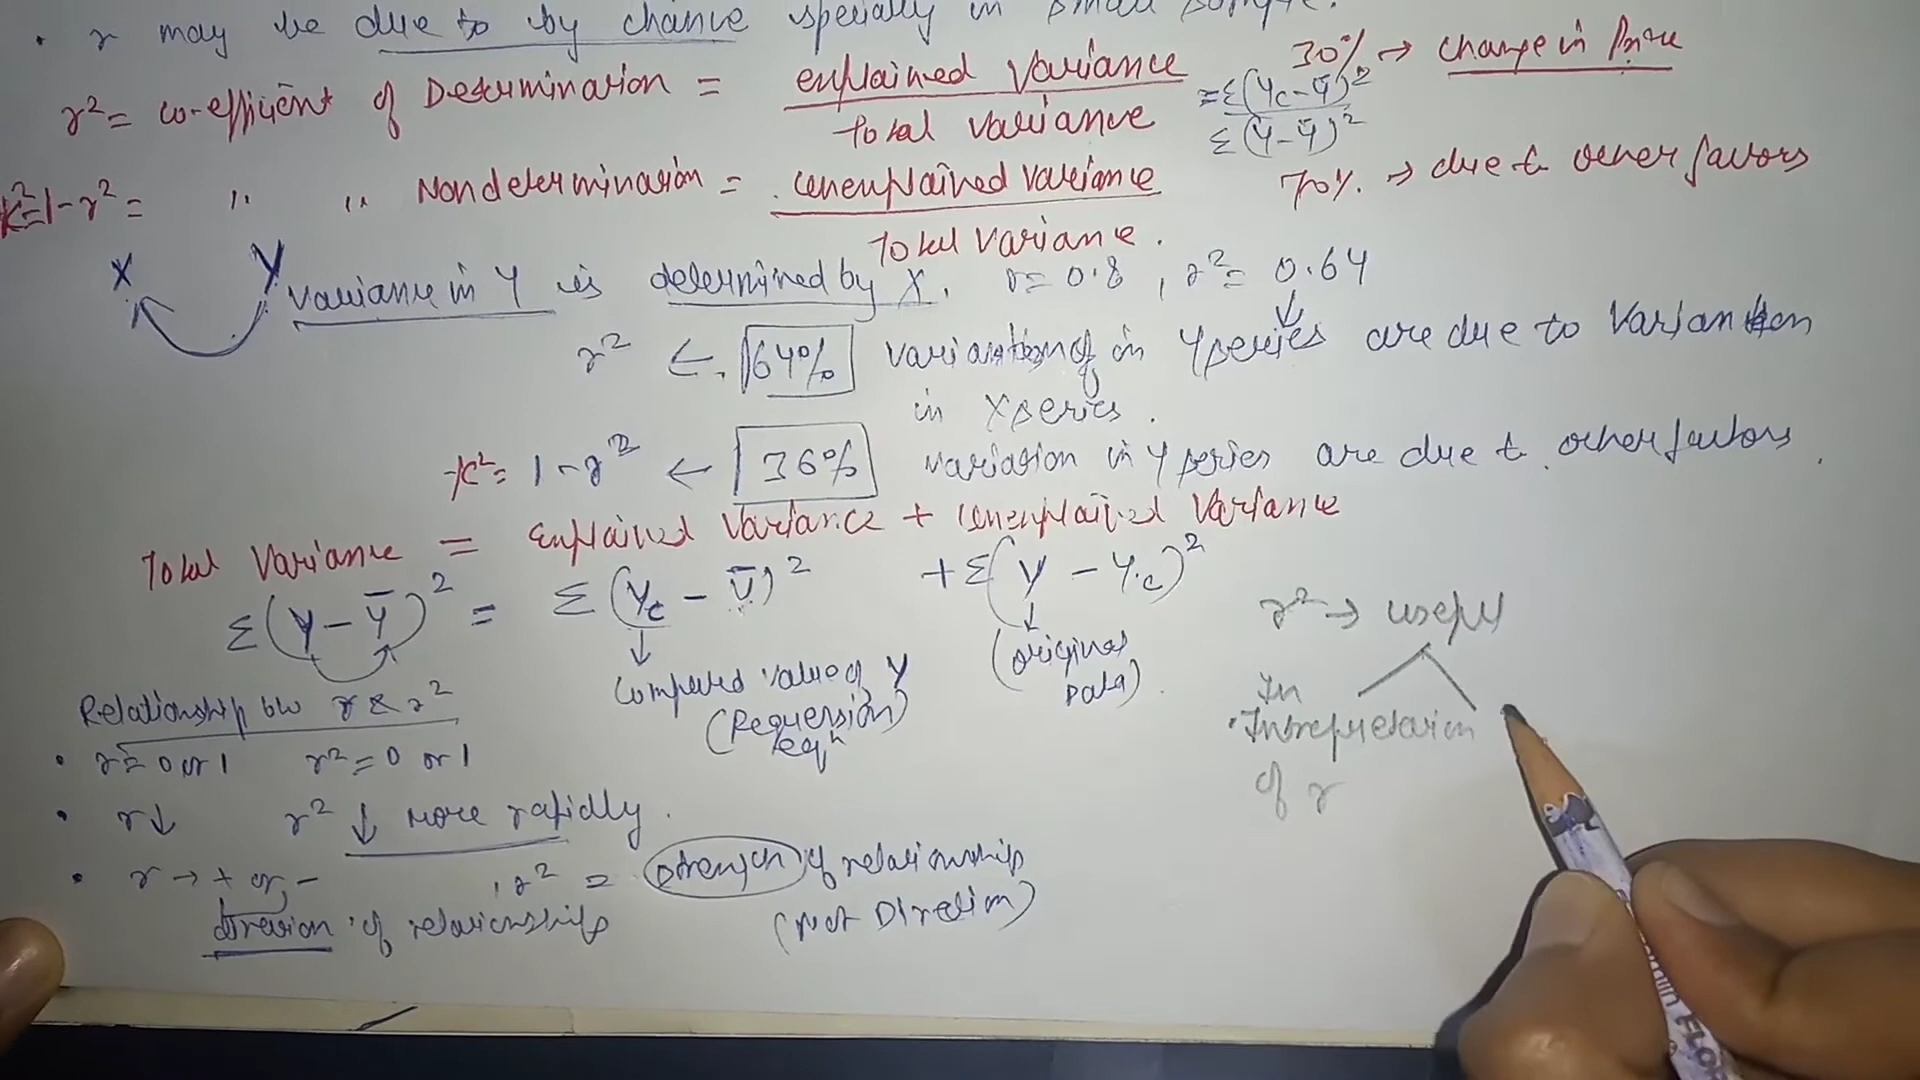 · r may be due to by chance specially in small sample.
r² = co-efficient of Determination = explained variance / Total variance = Σ(Yc-Ȳ)² / Σ(Y-Ȳ)²
30% → change in Price
K²=1-r² = " " Nondetermination = unexplained variance / Total variance.
70% → due to other factors
X Y
variance in Y is determined by X. r = 0.8, r² = 0.64
↓
r² ← 64% variation in Y series are due to variation
in X series.
K² = 1-r² ← 36% variation in Y series are due to other factors.
Total Variance = Explained Variance + Unexplained Variance
Σ(Y-Ȳ)² = Σ(Yc - Ȳ)² + Σ(Y - Yc)²
↓ ↓
Computed value of Y
(Regression
eqⁿ)
(original
Data).
Relationship b/w r & r²
· r = 0 or 1 r² = 0 or 1
· r↓ r² ↓ more rapidly.
· r → + or - , r² = strength of relationship
direction of relationship (not Direction)
r² → useful
In
·Interpretation
of r